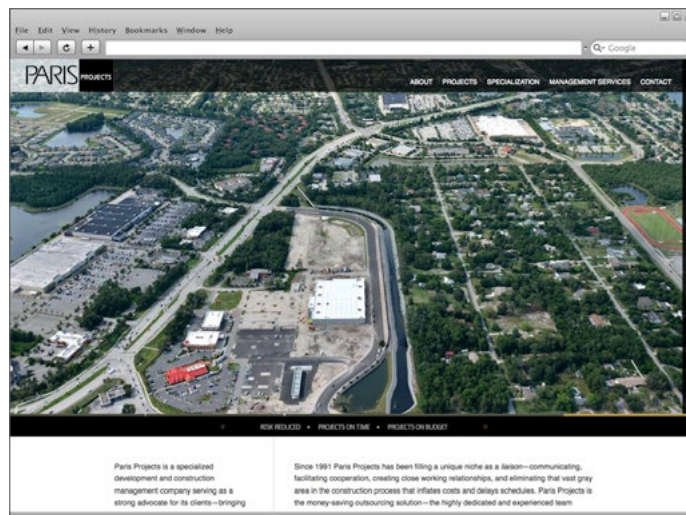 File Edit View History Bookmarks Window Help
Google
PARIS PROJECTS
ABOUT PROJECTS SPECIALIZATION MANAGEMENT SERVICES CONTACT
RISK REDUCED • PROJECTS ON TIME • PROJECTS ON BUDGET
Paris Projects is a specialized
development and construction
management company serving as a
strong advocate for its clients—bringing
Since 1991 Paris Projects has been filling a unique niche as a liaison—communicating,
facilitating cooperation, creating close working relationships, and eliminating that vast gray
area in the construction process that inflates costs and delays schedules. Paris Projects is
the money-saving outsourcing solution—the highly dedicated and experienced team